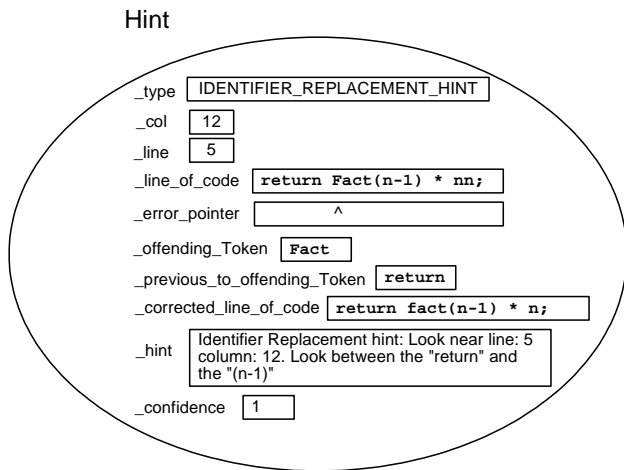 Hint
_type IDENTIFIER_REPLACEMENT_HINT
_col 12
_line 5
_line_of_code return Fact(n-1) * nn;
_error_pointer ^
_offending_Token Fact
_previous_to_offending_Token return
_corrected_line_of_code return fact(n-1) * n;
_hint Identifier Replacement hint: Look near line: 5
column: 12. Look between the "return" and
the "(n-1)"
_confidence 1